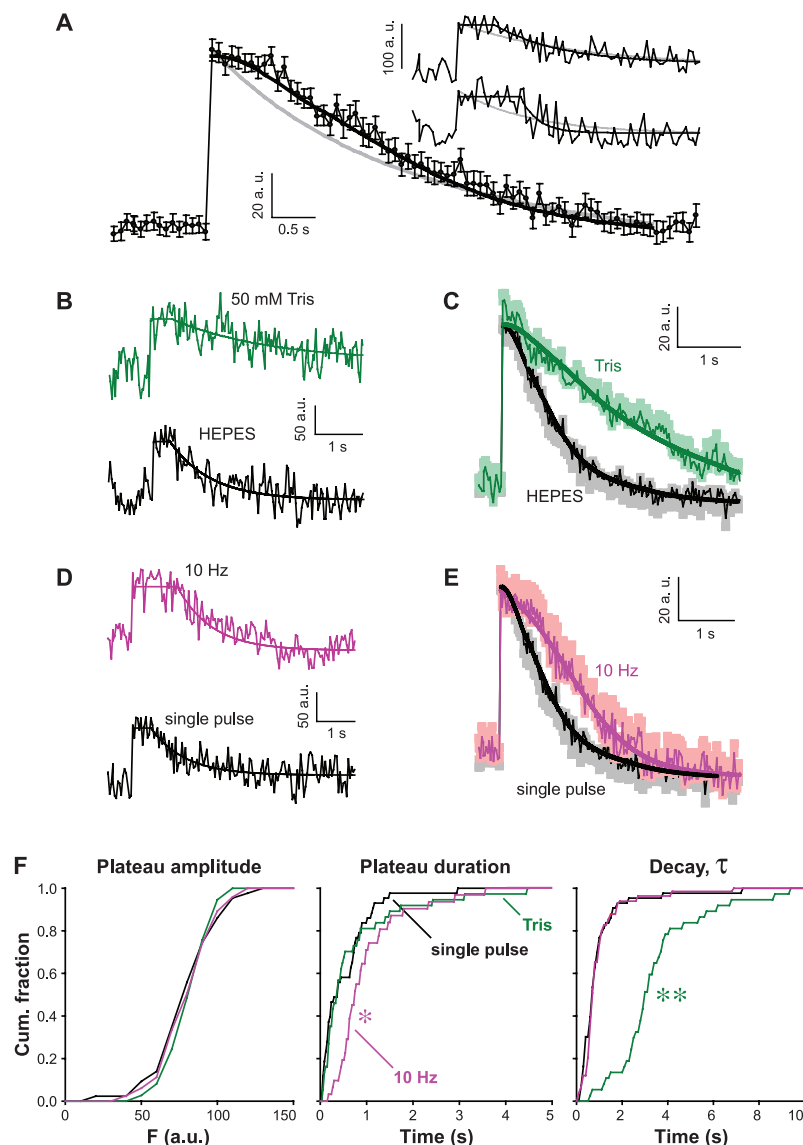 A
100 a. u.
20 a. u.
0.5 s
B
50 mM Tris
HEPES
50 a.u.
1 s
C
Tris
HEPES
20 a. u.
1 s
D
10 Hz
single pulse
50 a.u.
1 s
E
10 Hz
single pulse
20 a. u.
1 s
F
Plateau amplitude
Plateau duration
Decay, τ
Cum. fraction
1.0
0.8
0.6
0.4
0.2
0.0
0 50 100 150
F (a.u.)
single pulse
Tris
*
10 Hz
0 1 2 3 4 5
Time (s)
**
0 2 4 6 8 10
Time (s)